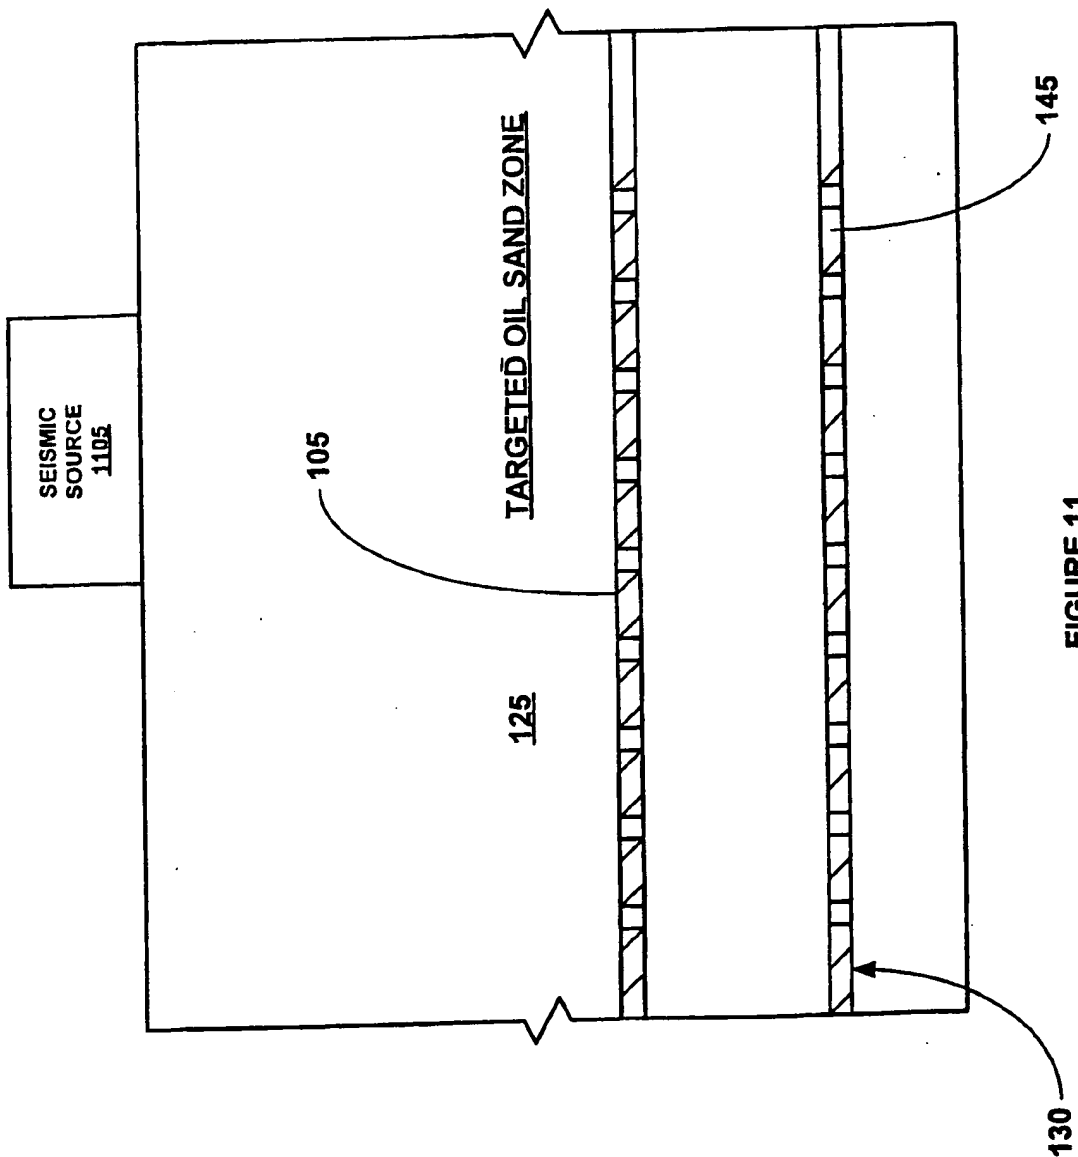 SEISMIC
SOURCE
1105
105
TARGETED OIL SAND ZONE
125
145
130
FIGURE 11